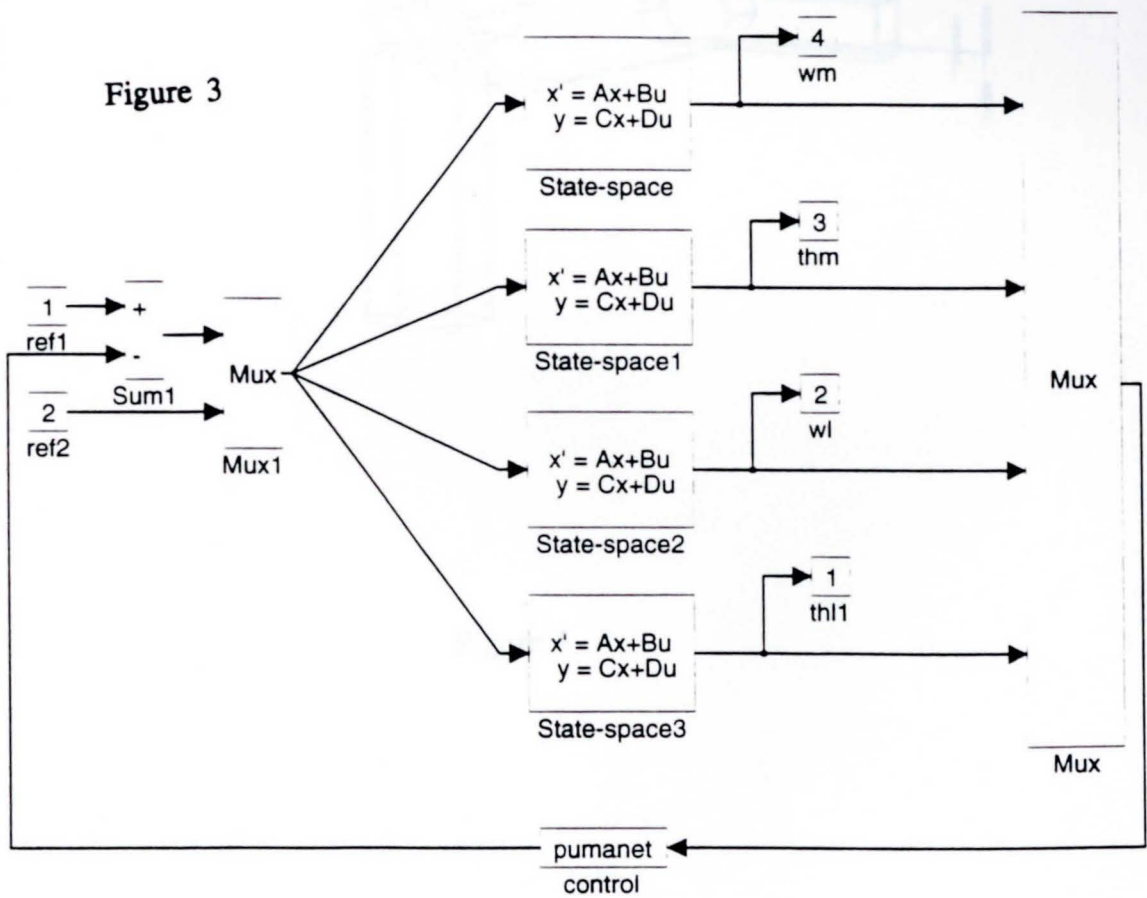 Figure 3
4
wm
x' = Ax+Bu
y = Cx+Du
State-space
3
thm
x' = Ax+Bu
y = Cx+Du
State-space1
1
ref1
+
-
Sum1
2
ref2
Mux
Mux1
2
wl
x' = Ax+Bu
y = Cx+Du
State-space2
1
thl1
x' = Ax+Bu
y = Cx+Du
State-space3
Mux
Mux
pumanet
control